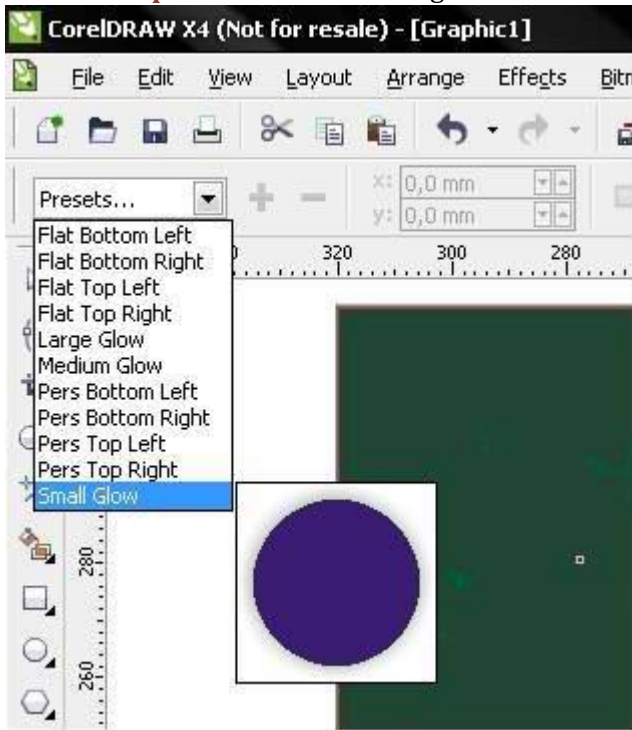 CorelDRAW X4 (Not for resale) - [Graphic1]
File Edit View Layout Arrange Effects
Presets...
x: 0,0 mm
y: 0,0 mm
Flat Bottom Left
Flat Bottom Right
Flat Top Left
Flat Top Right
Large Glow
Medium Glow
Pers Bottom Left
Pers Bottom Right
Pers Top Left
Pers Top Right
Small Glow
320 300 280
280
260